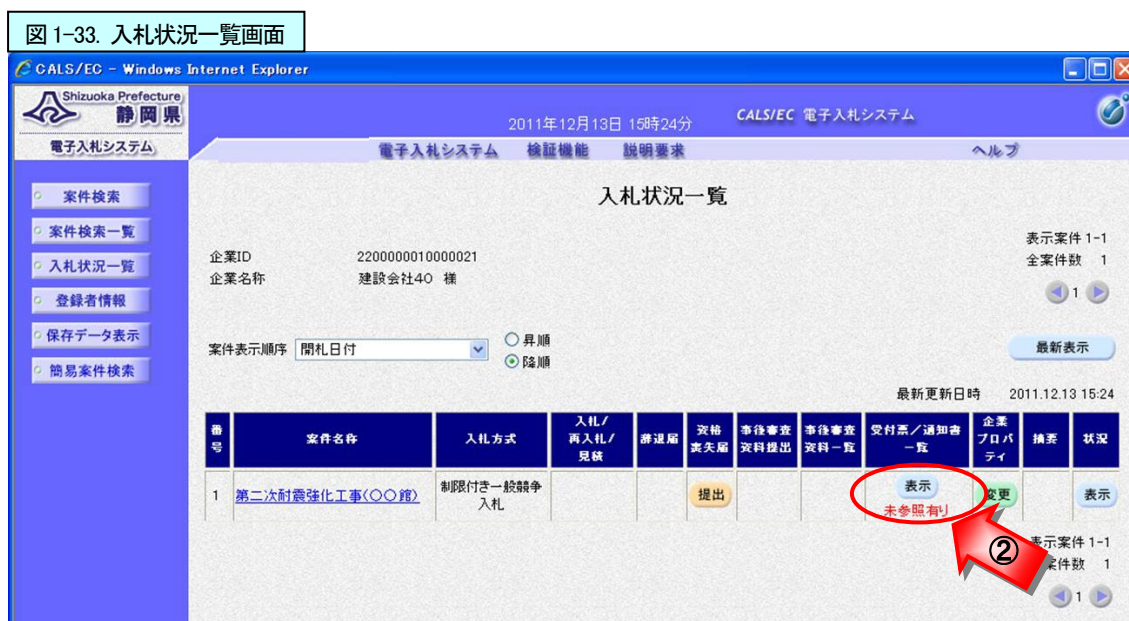 図 1-33. 入札状況一覧画面
CALS/EC - Windows Internet Explorer
Shizuoka Prefecture
静岡県
電子入札システム
2011年12月13日 15時24分
CALS/EC 電子入札システム
電子入札システム 検証機能 説明要求 ヘルプ
案件検索
案件検索一覧
入札状況一覧
登録者情報
保存データ表示
簡易案件検索
入札状況一覧
表示案件 1-1
全案件数 1
1
企業ID 2200000010000021
企業名称 建設会社40 様
案件表示順序 開札日付
昇順
降順
最新表示
最新更新日時 2011.12.13 15:24
番号 案件名称 入札方式 入札/再入札/見積 辞退届 資格喪失届 事後審査資料提出 事後審査資料一覧 受付票/通知書一覧 企業プロパティ 摘要 状況
1 第二次耐震強化工事(〇〇館) 制限付き一般競争入札 提出 表示 未参照有り 変更 表示
②
表示案件 1-1
案件数 1
1